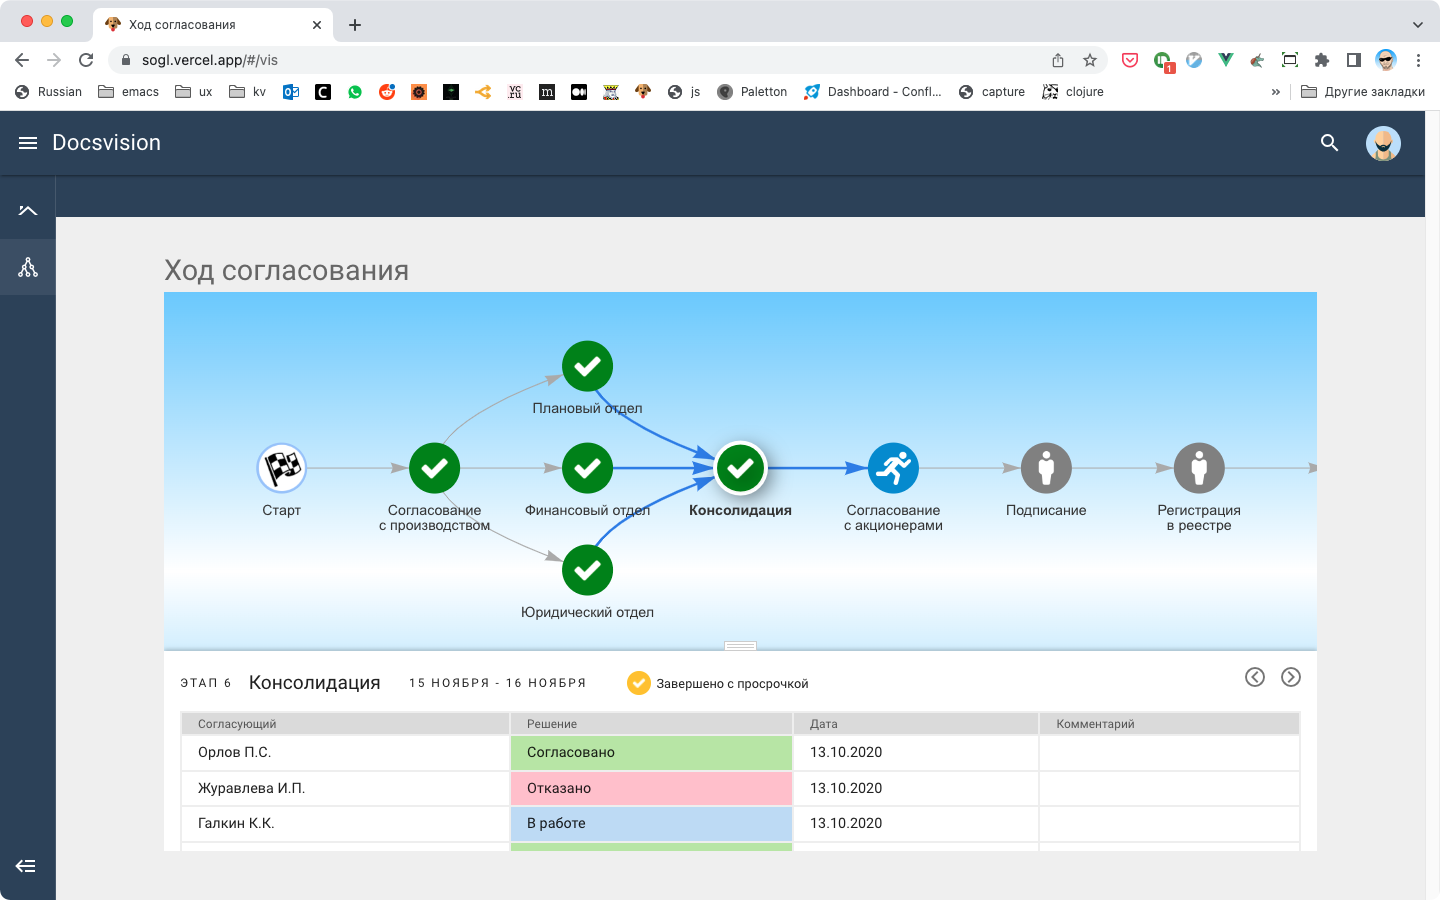 Ход согласования
sogl.vercel.app/#/vis
1
Russian
emacs
ux
kv
C
vc.ru
m
js
Paletton
Dashboard - Confl...
capture
clojure
»
Другие закладки
Docsvision
Ход согласования
Плановый отдел
Старт
Согласование
с производством
Финансовый отдел
Консолидация
Согласование
с акционерами
Подписание
Регистрация
в реестре
Юридический отдел
ЭТАП 6 Консолидация 15 НОЯБРЯ - 16 НОЯБРЯ Завершено с просрочкой
Согласующий Решение Дата Комментарий
Орлов П.С. Согласовано 13.10.2020
Журавлева И.П. Отказано 13.10.2020
Галкин К.К. В работе 13.10.2020